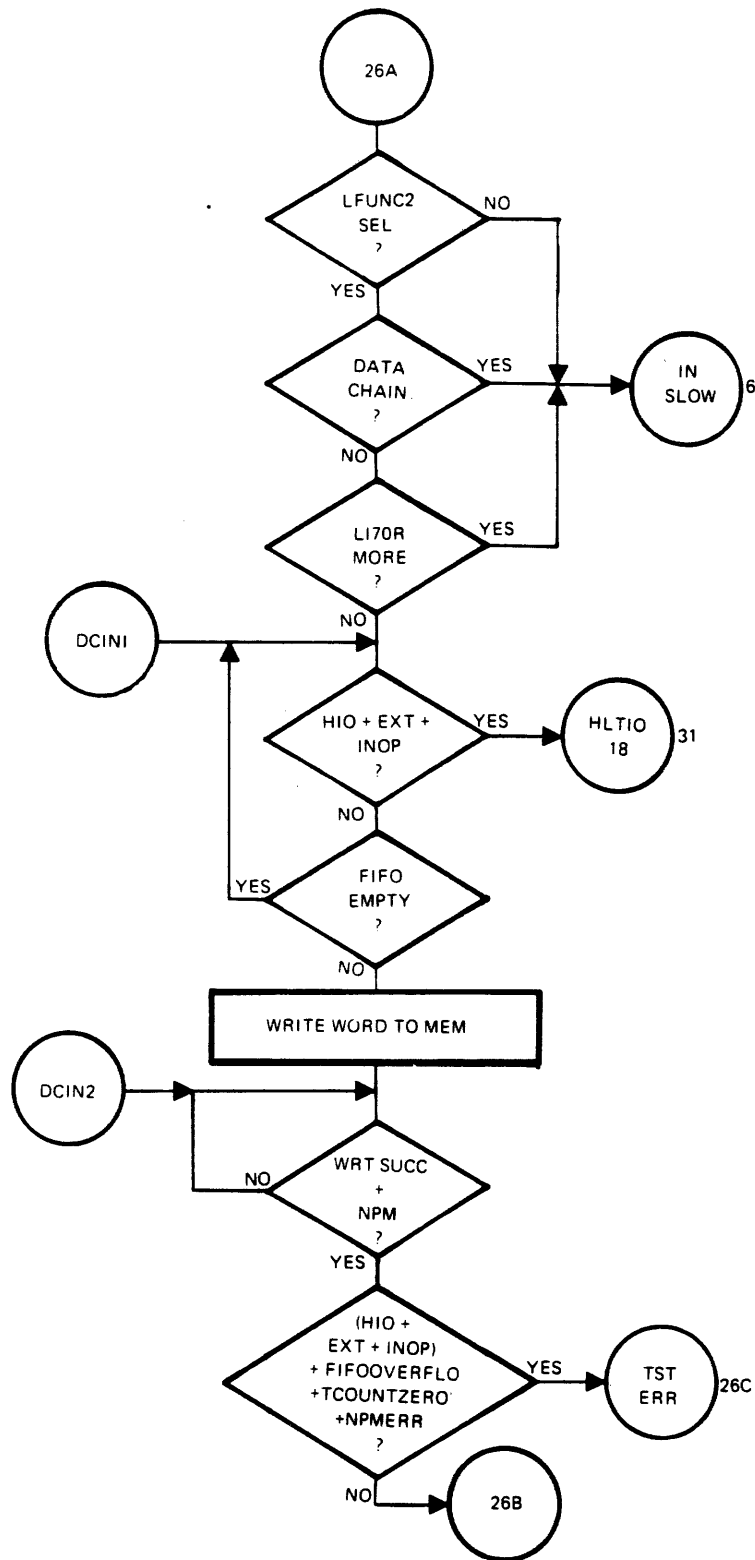 26A
LFUNC2
SEL
?
NO
YES
DATA
CHAIN
?
YES
NO
IN
SLOW
6
LI70R
MORE
?
YES
NO
DCIN1
HIO + EXT +
INOP
?
YES
NO
HLTIO
18
31
FIFO
EMPTY
?
YES
NO
WRITE WORD TO MEM
DCIN2
WRT SUCC
+
NPM
?
NO
YES
(HIO +
EXT + INOP)
+ FIFOOVERFLO
+TCOUNTZERO
+NPMERR
?
YES
NO
TST
ERR
26C
26B